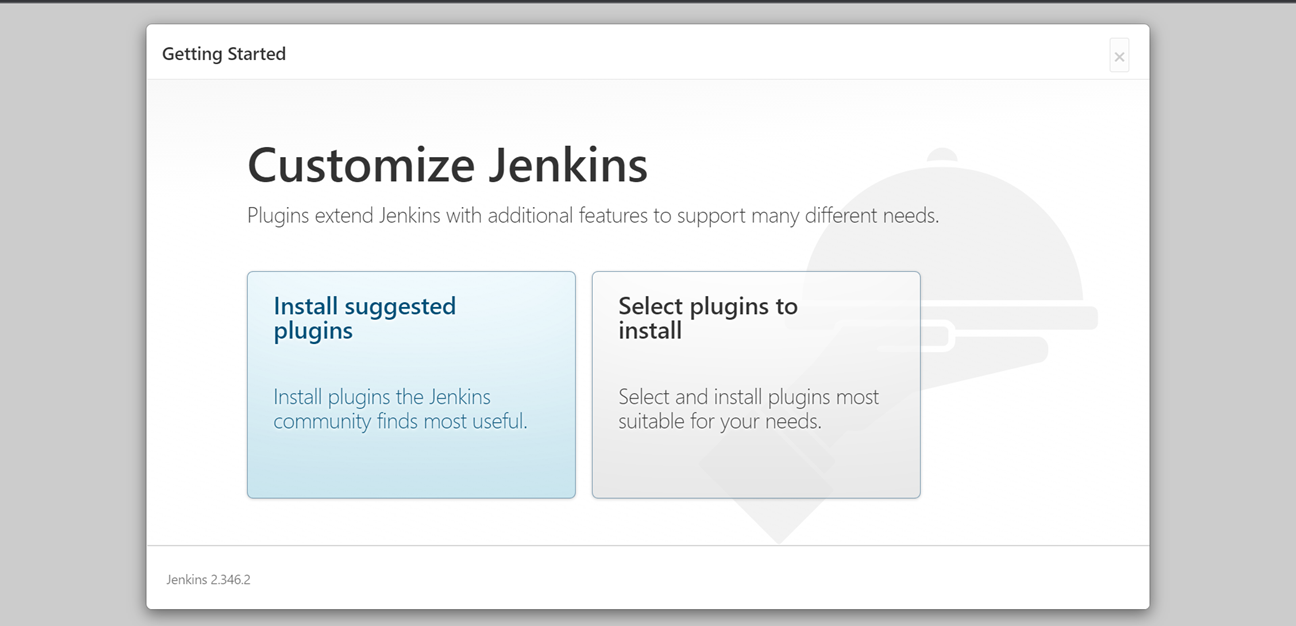 Getting Started
×
Customize Jenkins
Plugins extend Jenkins with additional features to support many different needs.
Install suggested
plugins
Install plugins the Jenkins
community finds most useful.
Select plugins to
install
Select and install plugins most
suitable for your needs.
Jenkins 2.346.2